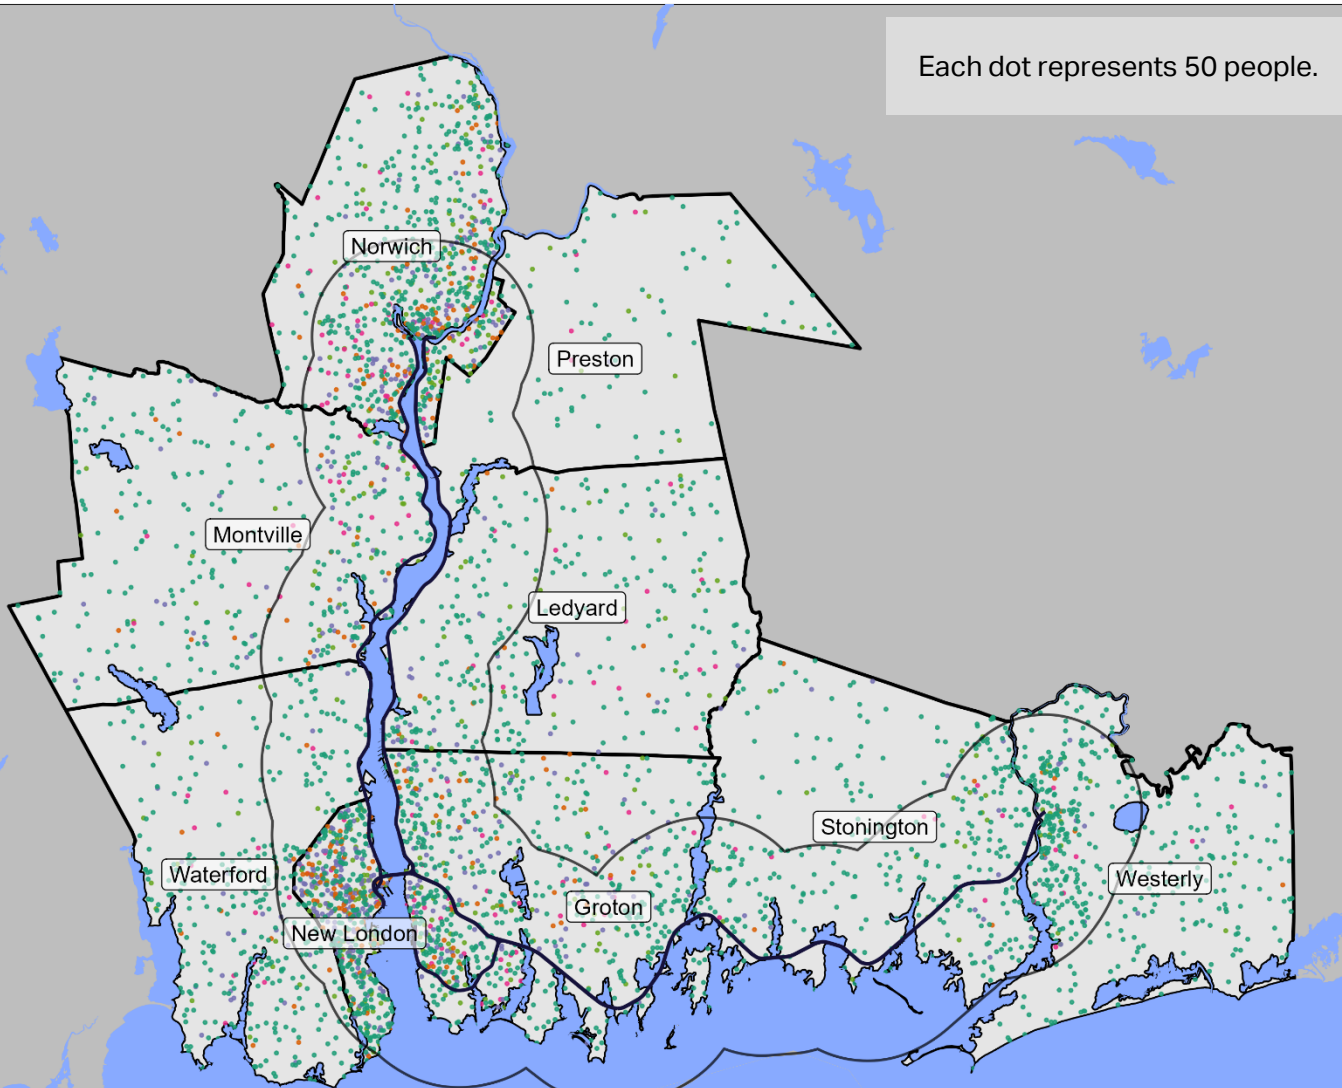 Each dot represents 50 people.
Norwich
Preston
Montville
Ledyard
Stonington
Waterford
Westerly
Groton
New London